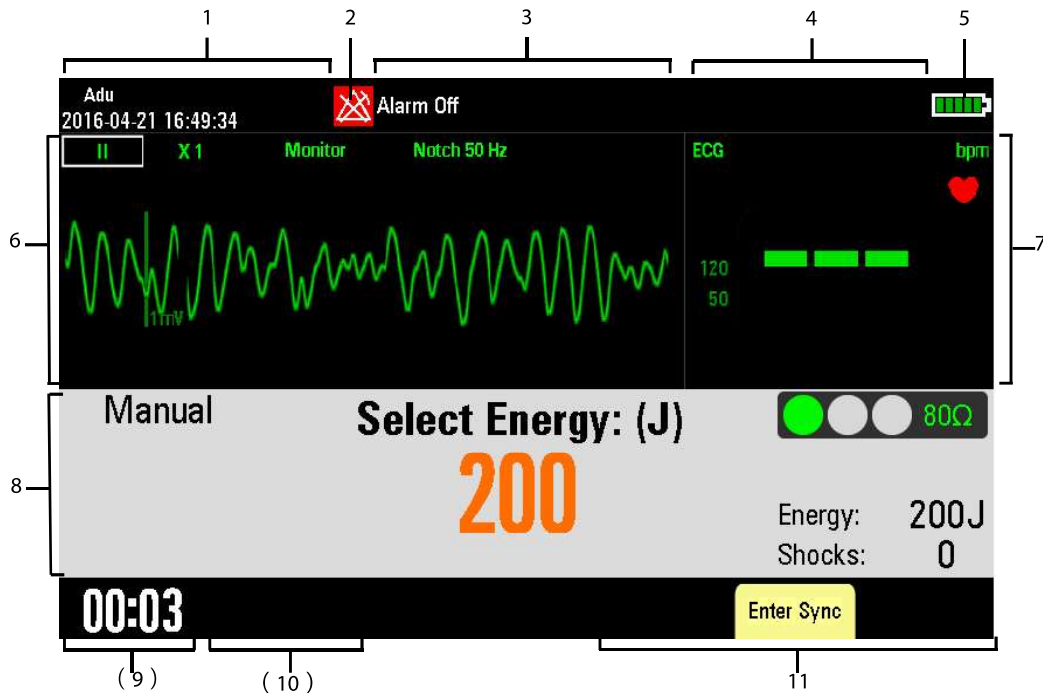 1 2 3 4 5
Adu
Alarm Off
2016-04-21 16:49:34
II X 1 Monitor Notch 50 Hz ECG bpm
6
7
120
50
1mV
Manual
Select Energy: (J)
80Ω
200
8
Energy: 200J
Shocks: 0
00:03
Enter Sync
( 9 ) ( 10 ) 11